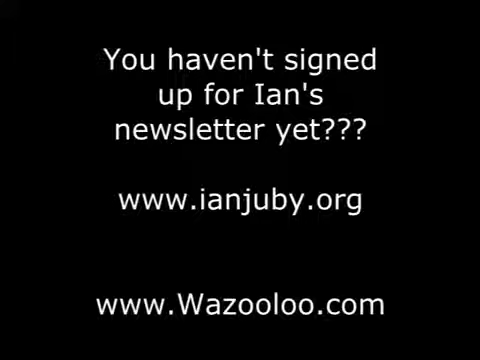 You haven't signed
up for Ian's
newsletter yet???
www.ianjuby.org
www.Wazooloo.com